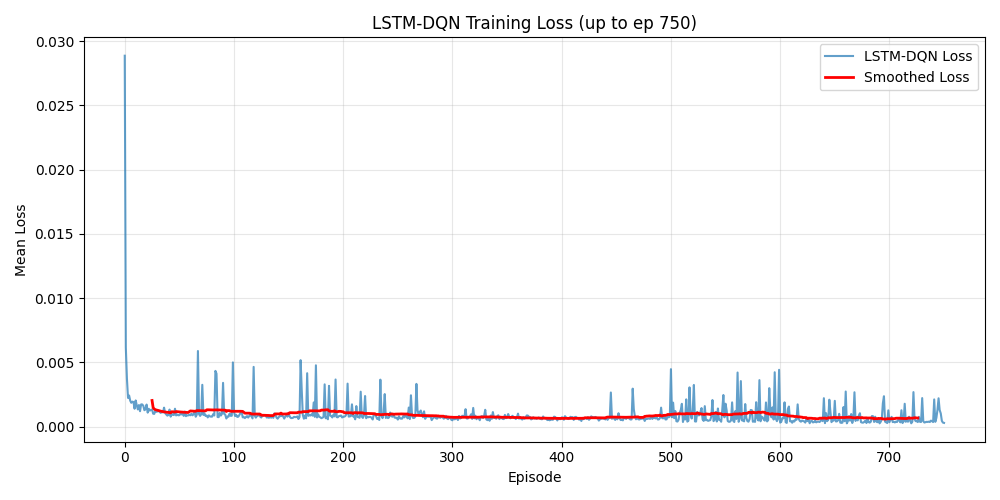 LSTM-DQN Training Loss (up to ep 750)
LSTM-DQN Loss
Smoothed Loss
Mean Loss
0.030
0.025
0.020
0.015
0.010
0.005
0.000
0 100 200 300 400 500 600 700
Episode